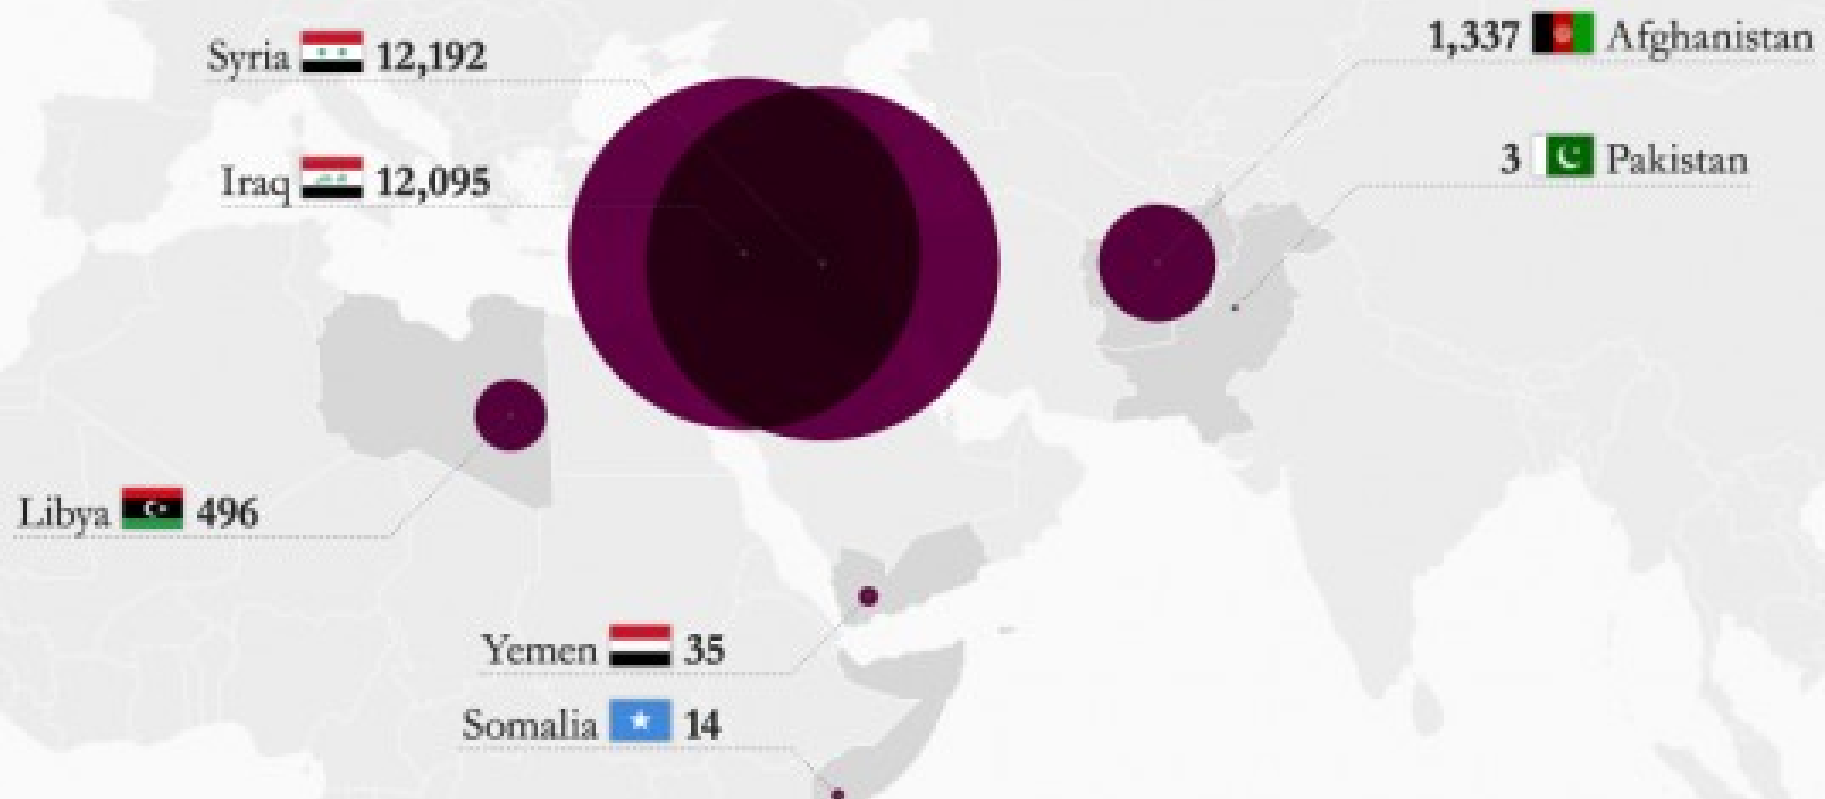 Syria 12,192
1,337 Afghanistan
Iraq 12,095
3 Pakistan
Libya 496
Yemen 35
Somalia 14